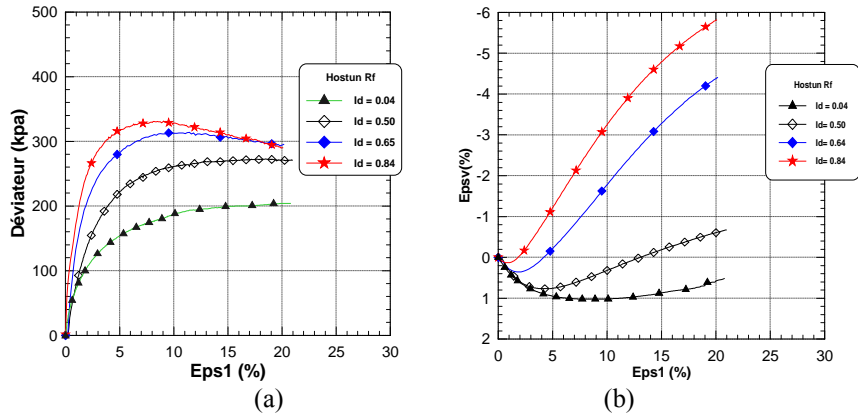 500
400
300
200
100
0
Déviateur (kpa)
0 5 10 15 20 25 30
Eps1 (%)
Hostun Rf
Id = 0.04
Id = 0.50
Id = 0.65
Id = 0.84
(a)
-6
-5
-4
-3
-2
-1
0
1
2
Epsv(%)
0 5 10 15 20 25 30
Eps1 (%)
Hostun Rf
Id = 0.04
Id = 0.50
Id = 0.64
Id = 0.84
(b)